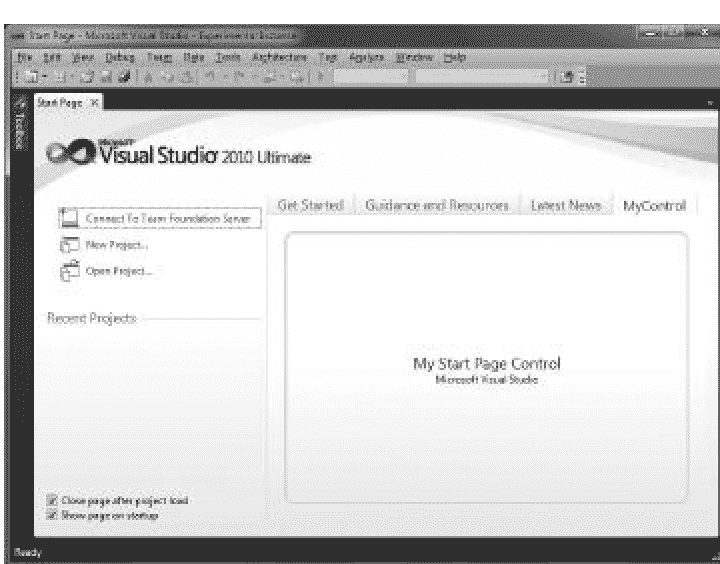 Start Page - Microsoft Visual Studio - Experimental Instance
File Edit View Debug Team Data Tools Architecture Test Analyze Window Help
Toolbox
Start Page X
Microsoft
Visual Studio 2010 Ultimate
Connect To Team Foundation Server
New Project...
Open Project...
Recent Projects
Close page after project load
Show page on startup
Get Started Guidance and Resources Latest News MyControl
My Start Page Control
Microsoft Visual Studio
Ready